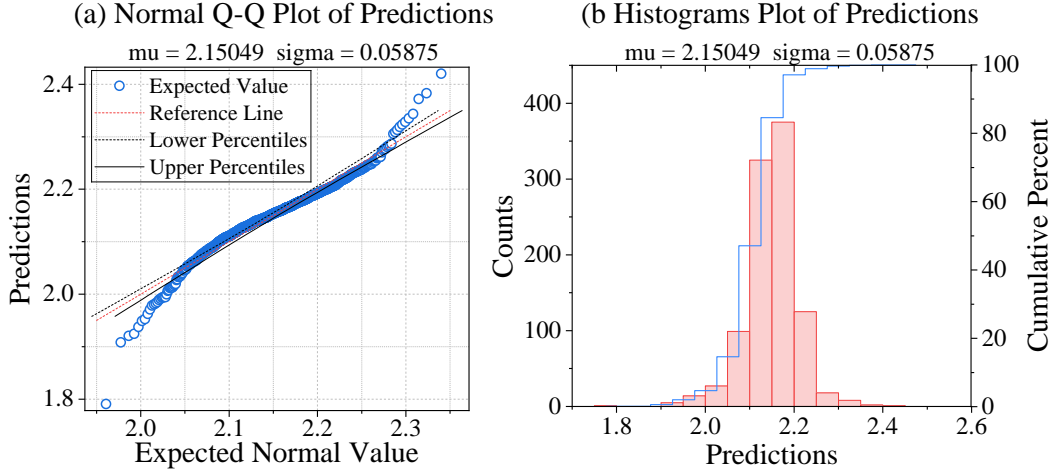 (a) Normal Q-Q Plot of Predictions
mu = 2.15049 sigma = 0.05875
Expected Value
Reference Line
Lower Percentiles
Upper Percentiles
2.4
2.2
2.0
1.8
Predictions
2.0 2.1 2.2 2.3
Expected Normal Value
(b) Histograms Plot of Predictions
mu = 2.15049 sigma = 0.05875
400
300
200
100
0
Counts
100
80
60
40
20
0
Cumulative Percent
1.8 2.0 2.2 2.4 2.6
Predictions